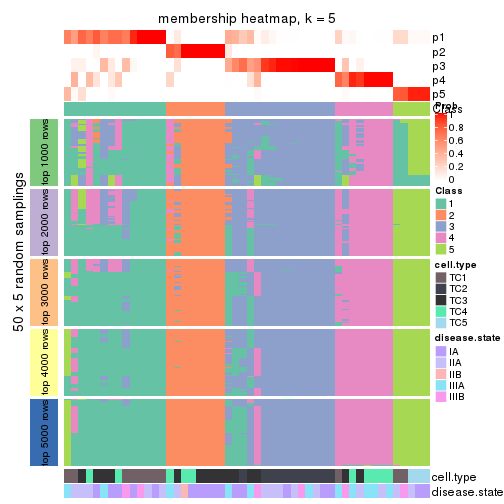 membership heatmap, k = 5
p1
p2
p3
p4
p5
Prob
1
0.8
0.6
0.4
0.2
0
Class
Class
1
2
3
4
5
cell.type
TC1
TC2
TC3
TC4
TC5
disease.state
IA
IIA
IIB
IIIA
IIIB
50 x 5 random samplings
top 1000 rows
top 2000 rows
top 3000 rows
top 4000 rows
top 5000 rows
cell.type
disease.state